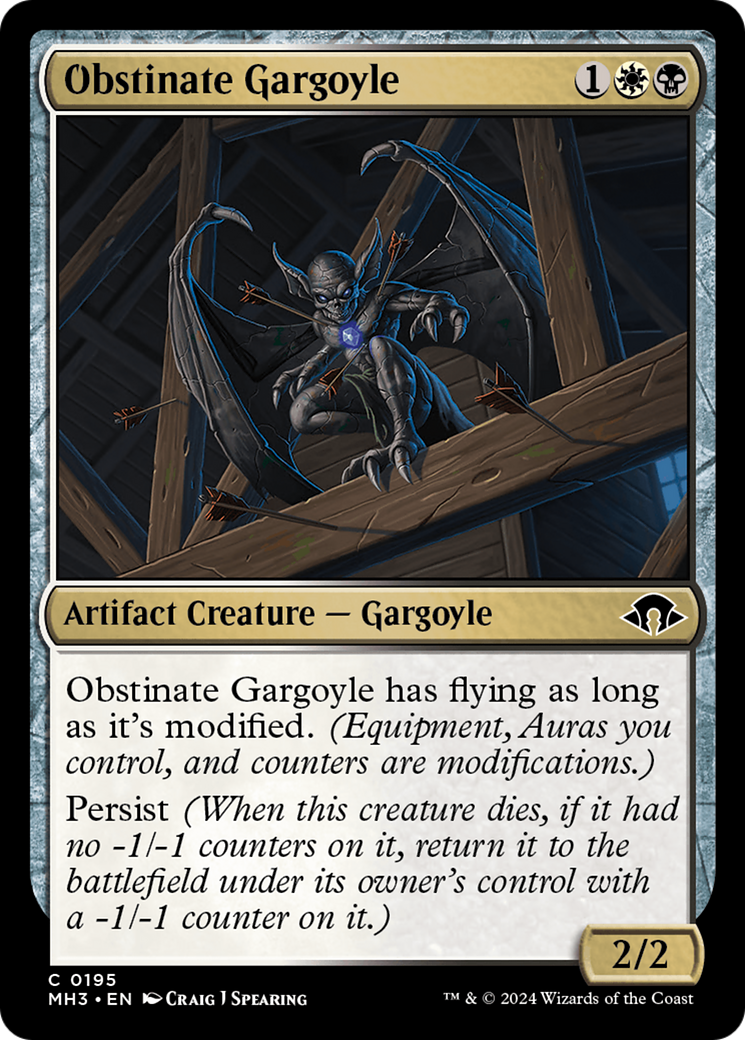 Obstinate Gargoyle 1
Artifact Creature — Gargoyle
Obstinate Gargoyle has flying as long
as it's modified. (Equipment, Auras you
control, and counters are modifications.)
Persist (When this creature dies, if it had
no -1/-1 counters on it, return it to the
battlefield under its owner's control with
a -1/-1 counter on it.)
2/2
C 0195
MH3 • EN Craig J Spearing
™ & © 2024 Wizards of the Coast